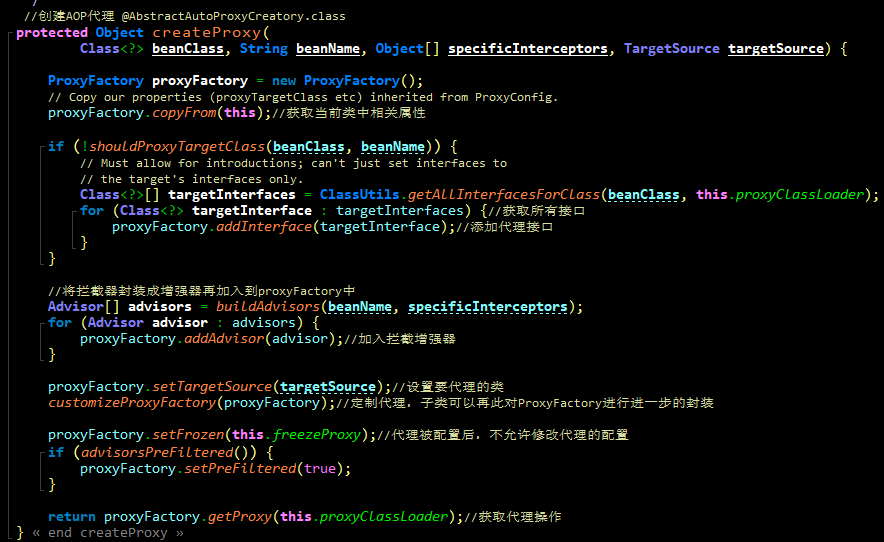 /
//创建AOP代理 @AbstractAutoProxyCreatory.class
protected Object createProxy(
Class<?> beanClass, String beanName, Object[] specificInterceptors, TargetSource targetSource) {
ProxyFactory proxyFactory = new ProxyFactory();
// Copy our properties (proxyTargetClass etc) inherited from ProxyConfig.
proxyFactory.copyFrom(this);//获取当前类中相关属性
if (!shouldProxyTargetClass(beanClass, beanName)) {
// Must allow for introductions; can't just set interfaces to
// the target's interfaces only.
Class<?>[] targetInterfaces = ClassUtils.getAllInterfacesForClass(beanClass, this.proxyClassLoader);
for (Class<?> targetInterface : targetInterfaces) {//获取所有接口
proxyFactory.addInterface(targetInterface);//添加代理接口
}
}
//将拦截器封装成增强器再加入到proxyFactory中
Advisor[] advisors = buildAdvisors(beanName, specificInterceptors);
for (Advisor advisor : advisors) {
proxyFactory.addAdvisor(advisor);//加入拦截增强器
}
proxyFactory.setTargetSource(targetSource);//设置要代理的类
customizeProxyFactory(proxyFactory);//定制代理，子类可以再此对ProxyFactory进行进一步的封装
proxyFactory.setFrozen(this.freezeProxy);//代理被配置后，不允许修改代理的配置
if (advisorsPreFiltered()) {
proxyFactory.setPreFiltered(true);
}
return proxyFactory.getProxy(this.proxyClassLoader);//获取代理操作
} « end createProxy »